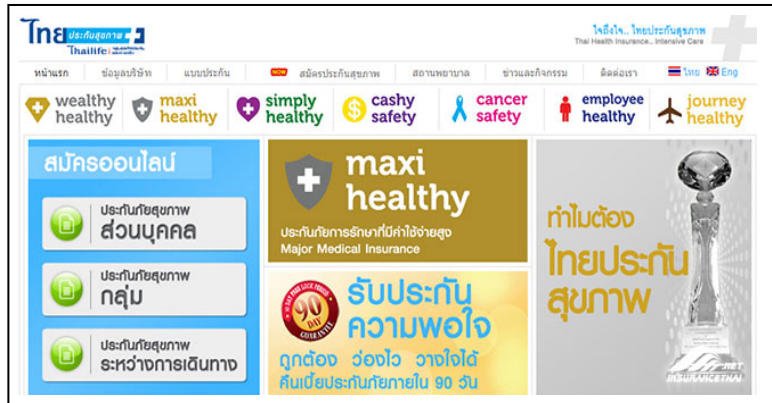 ไทยประกันสุขภาพ
Thailife
ใจถึงใจ.. ไทยประกันสุขภาพ
Thai Health Insurance.. Intensive Care
หน้าแรก ข้อมูลบริษัท แบบประกัน NOW สมัครประกันสุขภาพ สถานพยาบาล ข่าวและกิจกรรม ติดต่อเรา ไทย Eng
wealthy healthy
maxi healthy
simply healthy
cashy safety
cancer safety
employee healthy
journey healthy
สมัครออนไลน์
ประกันภัยสุขภาพ
ส่วนบุคคล
ประกันภัยสุขภาพ
กลุ่ม
ประกันภัยสุขภาพ
ระหว่างการเดินทาง
maxi
healthy
ประกันภัยการรักษาที่มีค่าใช้จ่ายสูง
Major Medical Insurance
90
DAY
GUARANTEE
รับประกัน
ความพอใจ
ถูกต้อง ว่องไว วางใจได้
คืนเบี้ยประกันภัยภายใน 90 วัน
ทำไมต้อง
ไทยประกัน
สุขภาพ
.NET
INSURANCETHAI